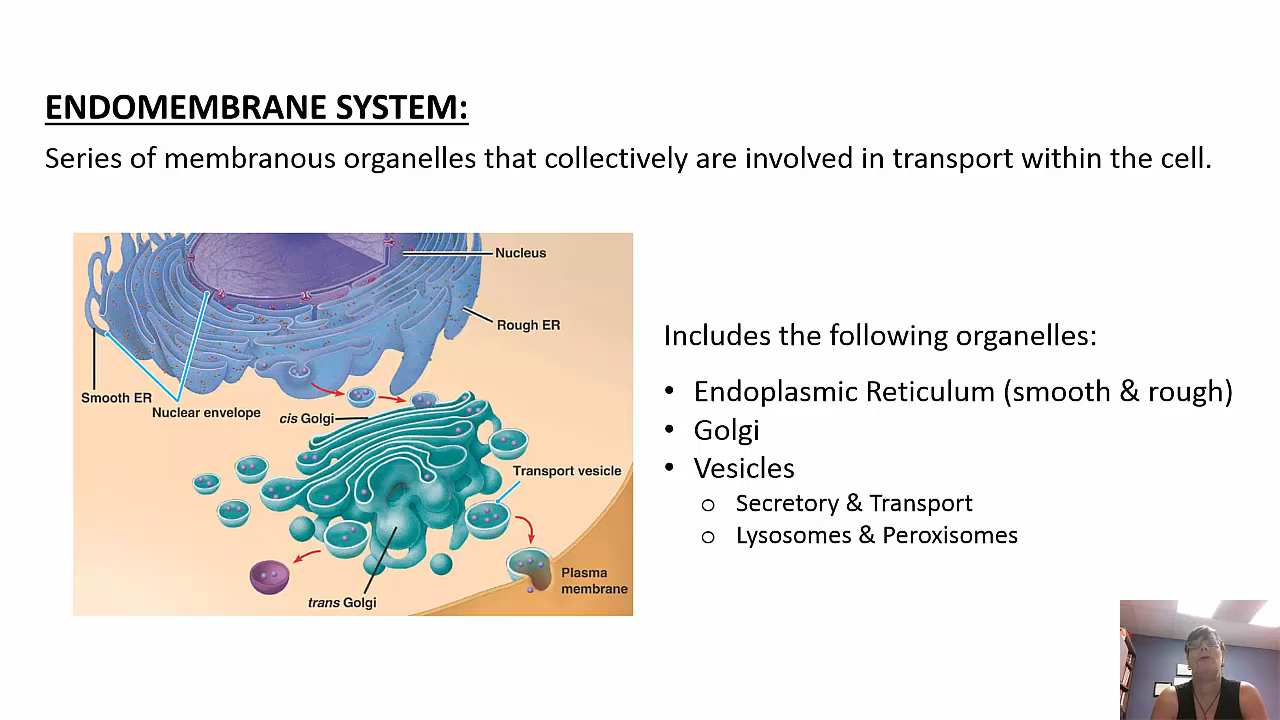 ENDOMEMBRANE SYSTEM:
Series of membranous organelles that collectively are involved in transport within the cell.
Nucleus
Rough ER
Smooth ER
Nuclear envelope
cis Golgi
Transport vesicle
Plasma
membrane
trans Golgi
Includes the following organelles:
• Endoplasmic Reticulum (smooth & rough)
• Golgi
• Vesicles
o Secretory & Transport
o Lysosomes & Peroxisomes